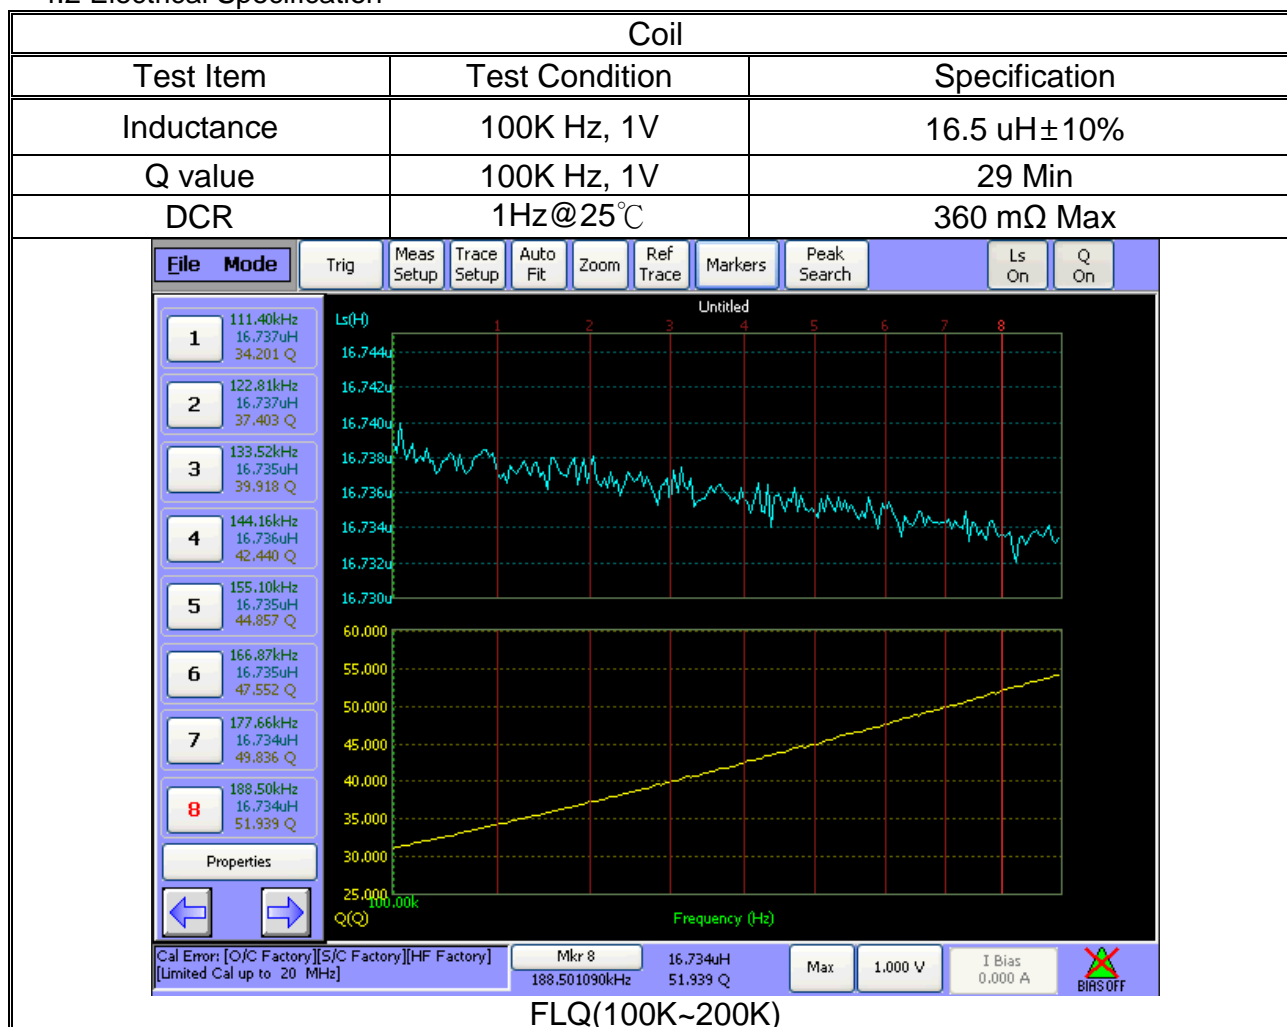 4.2 Electrical Specification
Coil
Test Item Test Condition Specification
Inductance 100K Hz, 1V 16.5 uH±10%
Q value 100K Hz, 1V 29 Min
DCR 1Hz@25℃ 360 mΩ Max
File Mode Trig Meas Setup Trace Setup Auto Fit Zoom Ref Trace Markers Peak Search Ls On Q On
Untitled
1 111.40kHz 16.737uH 34.201 Q
2 122.81kHz 16.737uH 37.403 Q
3 133.52kHz 16.735uH 39.918 Q
4 144.16kHz 16.736uH 42.440 Q
5 155.10kHz 16.735uH 44.857 Q
6 166.87kHz 16.735uH 47.552 Q
7 177.66kHz 16.734uH 49.836 Q
8 188.50kHz 16.734uH 51.939 Q
Properties
Ls(H)
1 2 3 4 5 6 7 8
16.744u
16.742u
16.740u
16.738u
16.736u
16.734u
16.732u
16.730u
60.000
55.000
50.000
45.000
40.000
35.000
30.000
25.000
100.00k
Q(Q) Frequency (Hz)
Cal Error: [O/C Factory][S/C Factory][HF Factory]
[Limited Cal up to 20 MHz]
Mkr 8 16.734uH
188.501090kHz 51.939 Q
Max 1.000 V
I Bias
0.000 A
BIAS OFF
FLQ(100K~200K)